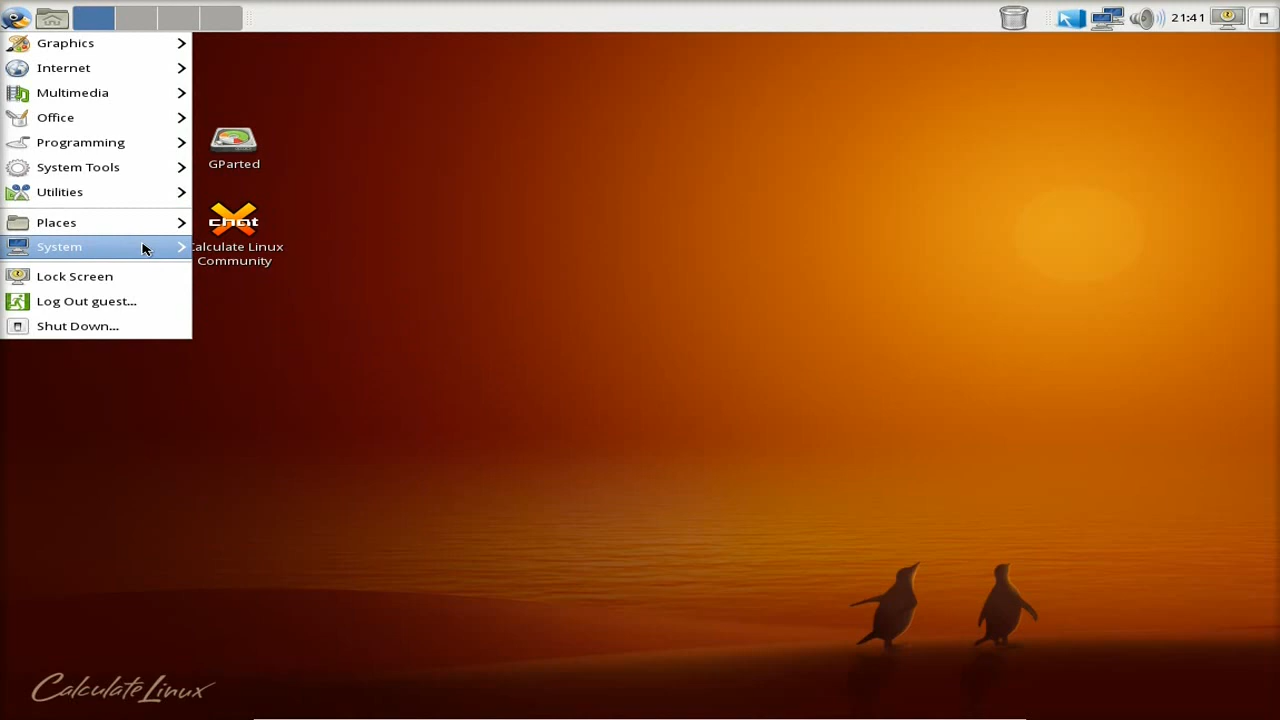 21:41
Graphics
Internet
Multimedia
Office
Programming
System Tools
Utilities
Places
System
Lock Screen
Log Out guest...
Shut Down...
GParted
chat
alculate Linux
Community
Calculate Linux